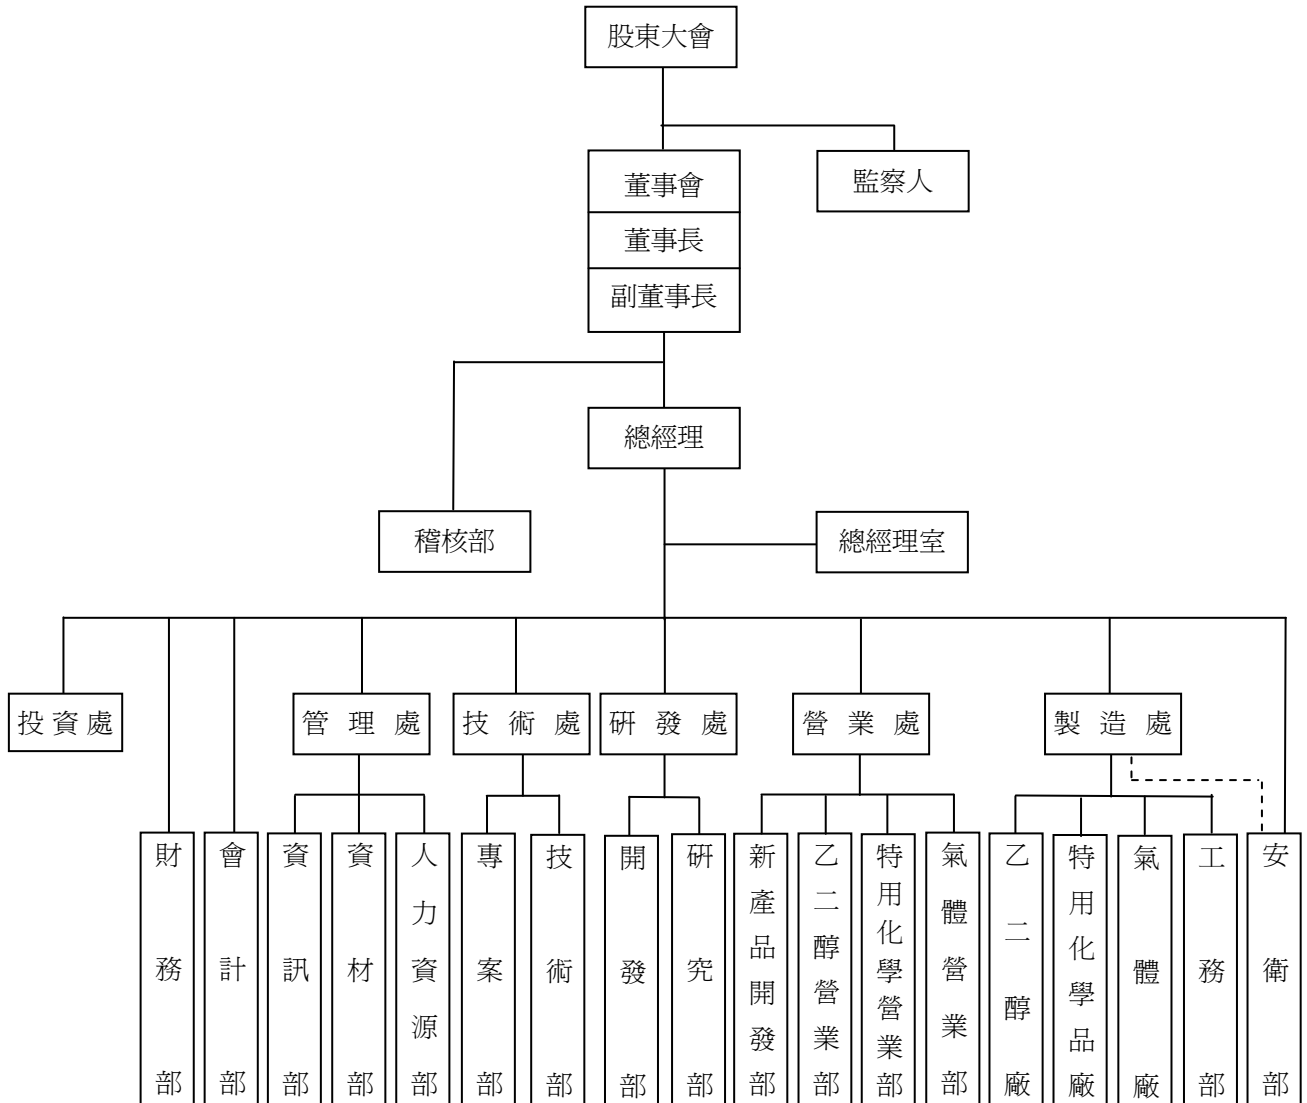 股東大會
董事會
監察人
董事長
副董事長
總經理
稽核部
總經理室
投資處
管理處
技術處
研發處
營業處
製造處
財務部
會計部
資訊部
資材部
人力資源部
專案部
技術部
開發部
研究部
新產品開發部
乙二醇營業部
特用化學營業部
氣體營業部
乙二醇廠
特用化學品廠
氣體廠
工務部
安衛部